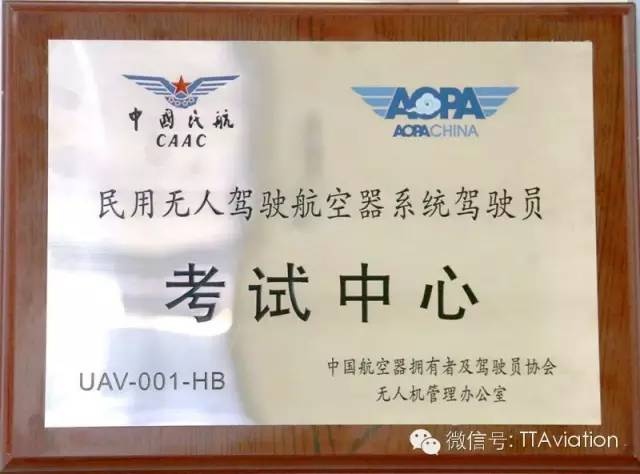 中國民航
CAAC
AOPA
AOPA CHINA
民用无人驾驶航空器系统驾驶员
考试中心
UAV-001-HB
中国航空器拥有者及驾驶员协会
无人机管理办公室
微信号: TTAviation